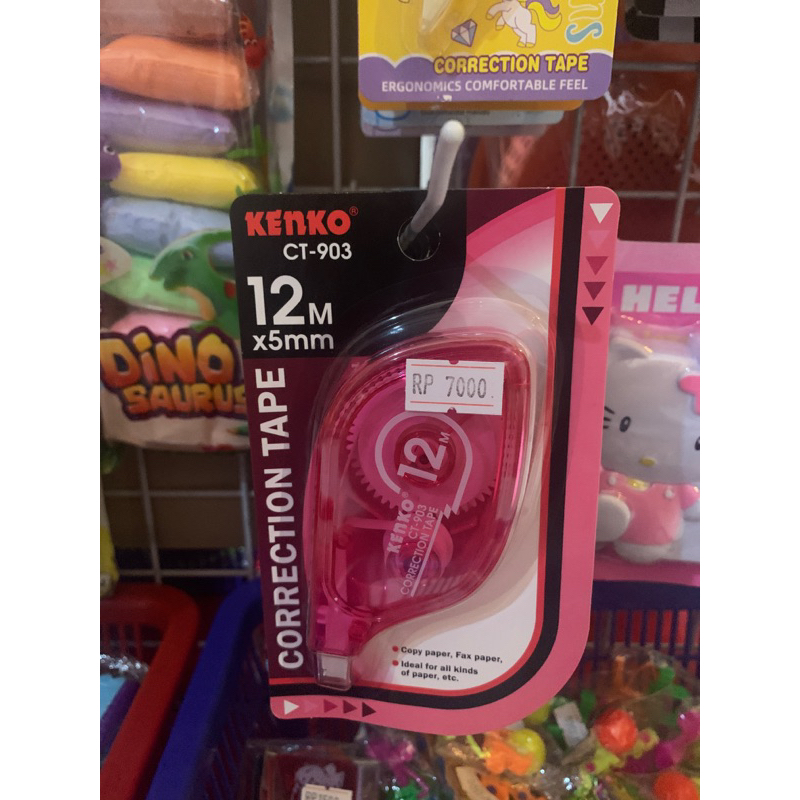 CORRECTION TAPE
ERGONOMICS COMFORTABLE FEEL
KENKO®
CT-903
12M
x5mm
CORRECTION TAPE
RP 7000.
12M
KENKO®
CT-903
CORRECTION TAPE
Copy paper, Fax paper,
Ideal for all kinds
of paper, etc.
DINO
SAURUS
HEL